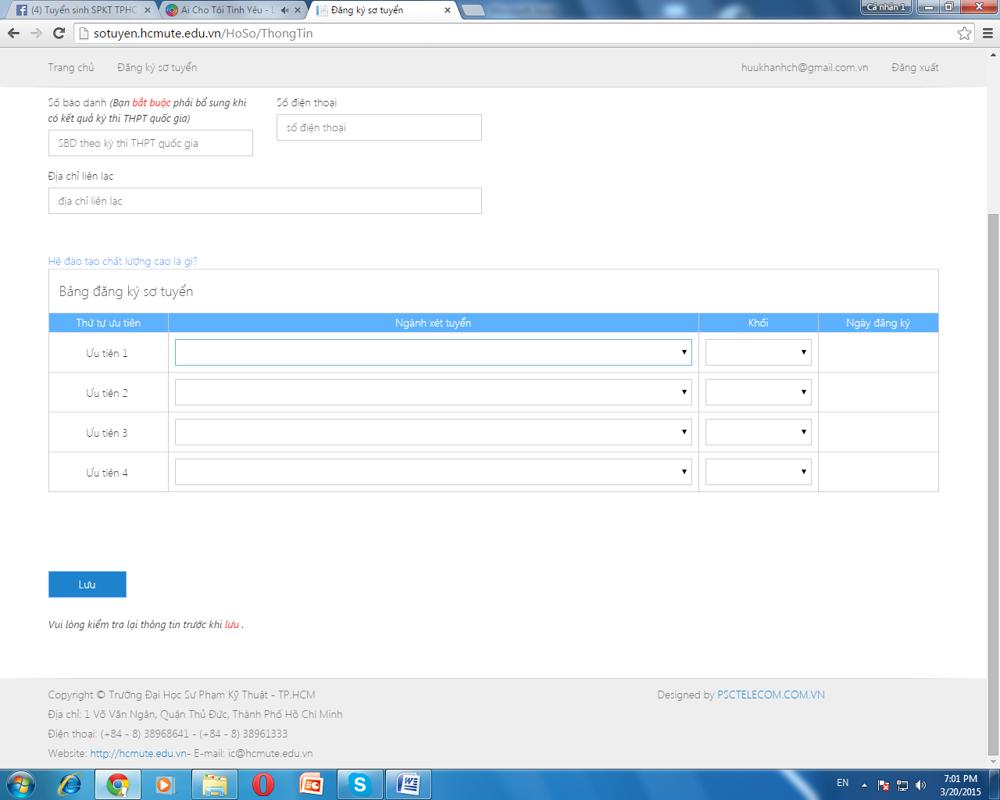 (4) Tuyển sinh SPKT TPHC
Ai Cho Tôi Tình Yêu - L
Đăng ký sơ tuyển
Cá nhân 1
sotuyen.hcmute.edu.vn/HoSo/ThongTin
Trang chủ
Đăng ký sơ tuyển
huukhanhch@gmail.com.vn
Đăng xuất
Số báo danh (Bạn bắt buộc phải bổ sung khi
có kết quả kỳ thi THPT quốc gia)
SBD theo kỳ thi THPT quốc gia
Số điện thoại
số điện thoại
Địa chỉ liên lạc
địa chỉ liên lạc
Hệ đào tạo chất lượng cao là gì?
Bảng đăng ký sơ tuyển
Thứ tự ưu tiên
Ngành xét tuyển
Khối
Ngày đăng ký
Ưu tiên 1
Ưu tiên 2
Ưu tiên 3
Ưu tiên 4
Lưu
Vui lòng kiểm tra lại thông tin trước khi lưu .
Copyright © Trường Đại Học Sư Phạm Kỹ Thuật - TP.HCM
Designed by PSCTELECOM.COM.VN
Địa chỉ: 1 Võ Văn Ngân, Quận Thủ Đức, Thành Phố Hồ Chí Minh
Điện thoại: (+84 - 8) 38968641 - (+84 - 8) 38961333
Website: http://hcmute.edu.vn- E-mail: ic@hcmute.edu.vn
EN
7:01 PM
3/20/2015